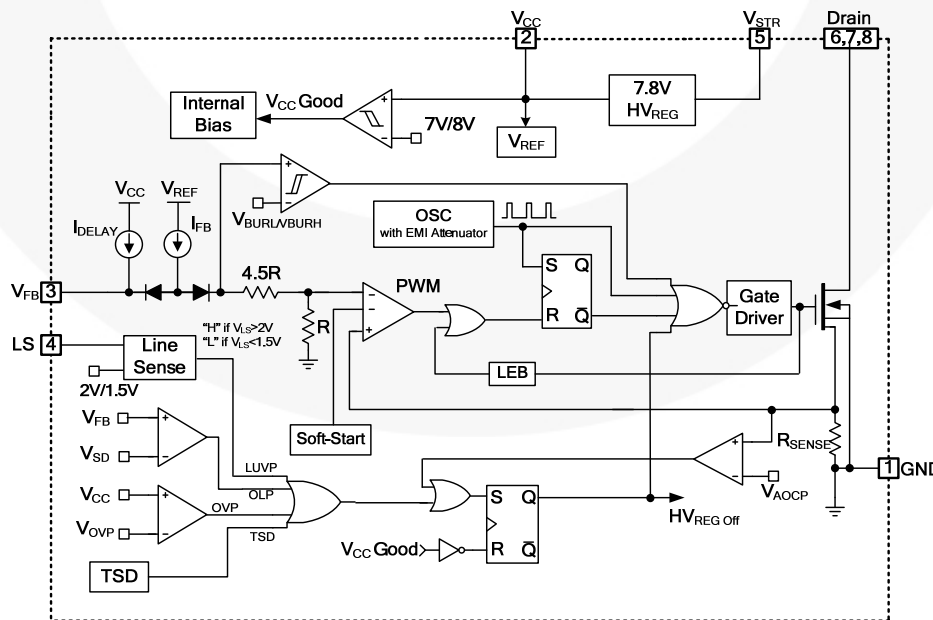 VCC
VSTR
Drain
2
5
6,7,8
Internal
Bias
VCC Good
+
−
7V/8V
7.8V
HVREG
VREF
VCC
VREF
IDELAY
IFB
+
−
VBURL/VBURH
OSC
with EMI Attenuator
VFB
3
4.5R
R
PWM
−
−
+
S
Q
R
Q̅
Gate
Driver
LS
4
Line
Sense
2V/1.5V
"H" if VLS>2V
"L" if VLS<1.5V
LEB
Soft-Start
RSENSE
1
GND
VFB
+
VSD
−
VCC
+
VOVP
−
LUVP
OLP
OVP
TSD
TSD
+
−
VAOCP
S
Q
R
Q̅
VCC Good
HVREG Off